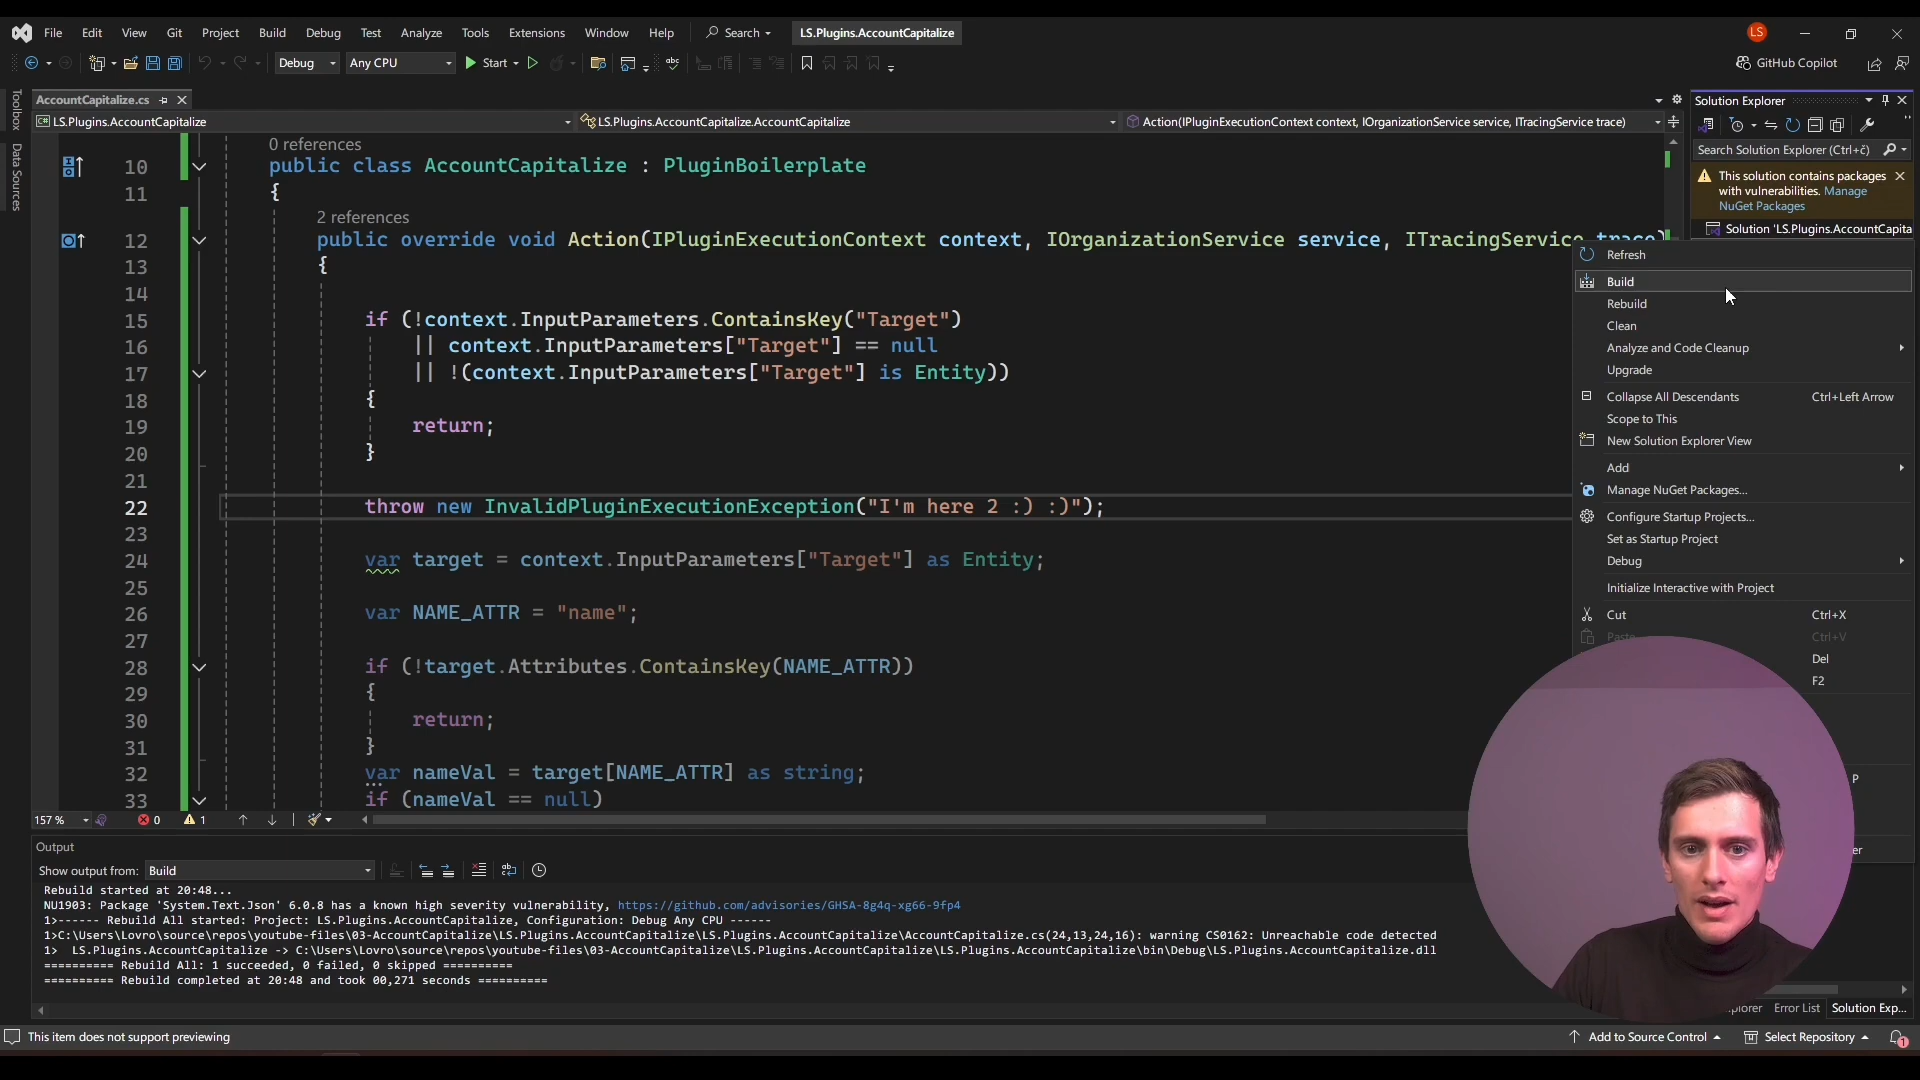 File Edit View Git Project Build Debug Test Analyze Tools Extensions Window Help Search LS.Plugins.AccountCapitalize LS
Debug Any CPU Start GitHub Copilot
Toolbox
Data Sources
AccountCapitalize.cs
LS.Plugins.AccountCapitalize LS.Plugins.AccountCapitalize.AccountCapitalize Action(IPluginExecutionContext context, IOrganizationService service, ITracingService trace)
0 references
10 public class AccountCapitalize : PluginBoilerplate
11 {
2 references
12 public override void Action(IPluginExecutionContext context, IOrganizationService service, ITracingService trace)
13 {
14
15 if (!context.InputParameters.ContainsKey("Target")
16 || context.InputParameters["Target"] == null
17 || !(context.InputParameters["Target"] is Entity))
18 {
19 return;
20 }
21
22 throw new InvalidPluginExecutionException("I'm here 2 :) :)");
23
24 var target = context.InputParameters["Target"] as Entity;
25
26 var NAME_ATTR = "name";
27
28 if (!target.Attributes.ContainsKey(NAME_ATTR))
29 {
30 return;
31 }
32 var nameVal = target[NAME_ATTR] as string;
33 if (nameVal == null)
157 % 0 1
Solution Explorer
Search Solution Explorer (Ctrl+č)
This solution contains packages
with vulnerabilities. Manage
NuGet Packages
Solution 'LS.Plugins.AccountCapita
Refresh
Build
Rebuild
Clean
Analyze and Code Cleanup
Upgrade
Collapse All Descendants Ctrl+Left Arrow
Scope to This
New Solution Explorer View
Add
Manage NuGet Packages...
Configure Startup Projects...
Set as Startup Project
Debug
Initialize Interactive with Project
Cut Ctrl+X
Paste Ctrl+V
Del
F2
P
er
Output
Show output from: Build
Rebuild started at 20:48...
NU1903: Package 'System.Text.Json' 6.0.8 has a known high severity vulnerability, https://github.com/advisories/GHSA-8g4q-xg66-9fp4
1>------ Rebuild All started: Project: LS.Plugins.AccountCapitalize, Configuration: Debug Any CPU ------
1>C:\Users\Lovro\source\repos\youtube-files\03-AccountCapitalize\LS.Plugins.AccountCapitalize\LS.Plugins.AccountCapitalize\AccountCapitalize.cs(24,13,24,16): warning CS0162: Unreachable code detected
1> LS.Plugins.AccountCapitalize -> C:\Users\Lovro\source\repos\youtube-files\03-AccountCapitalize\LS.Plugins.AccountCapitalize\LS.Plugins.AccountCapitalize\bin\Debug\LS.Plugins.AccountCapitalize.dll
========== Rebuild All: 1 succeeded, 0 failed, 0 skipped ==========
========== Rebuild completed at 20:48 and took 00,271 seconds ==========
plorer Error List Solution Exp...
This item does not support previewing Add to Source Control Select Repository 1